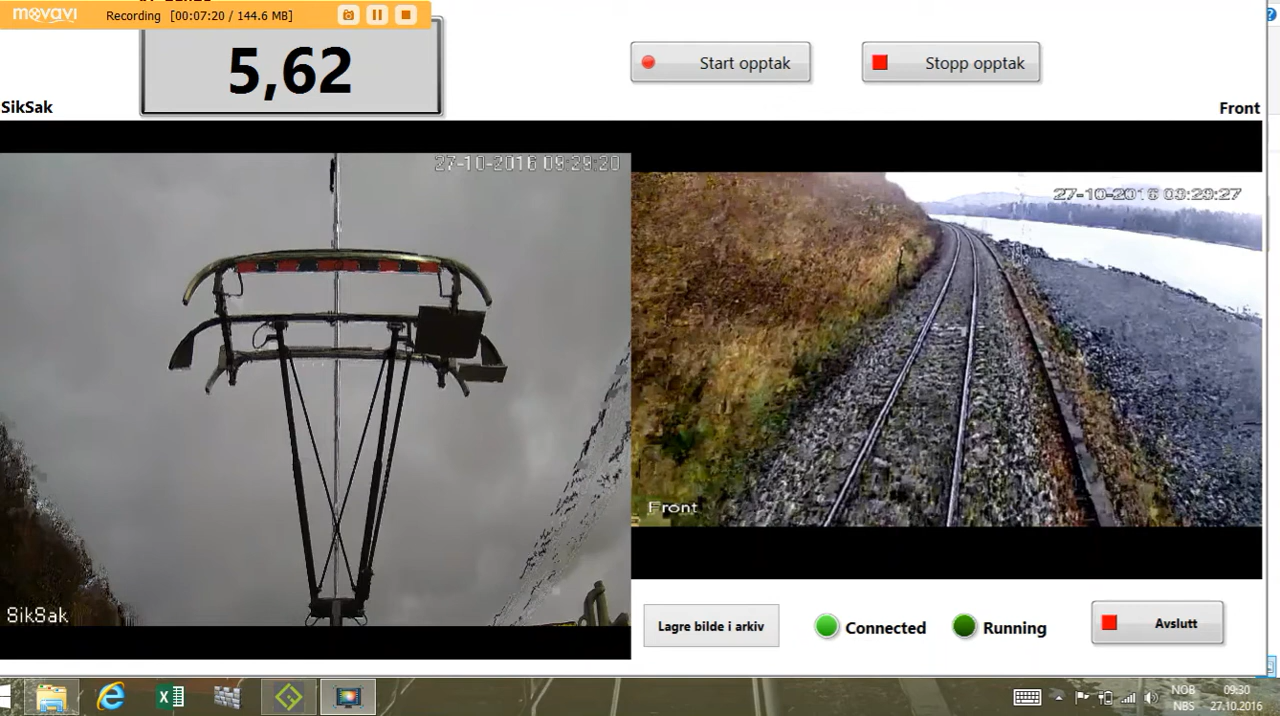 movavi
Recording [00:07:20 / 144.6 MB]
5,62
Start opptak
Stopp opptak
SikSak
Front
27-10-2016 09:29:20
27-10-2016 09:29:27
Front
SikSak
Lagre bilde i arkiv
Connected
Running
Avslutt
NOB
NBS
09:30
27.10.2016